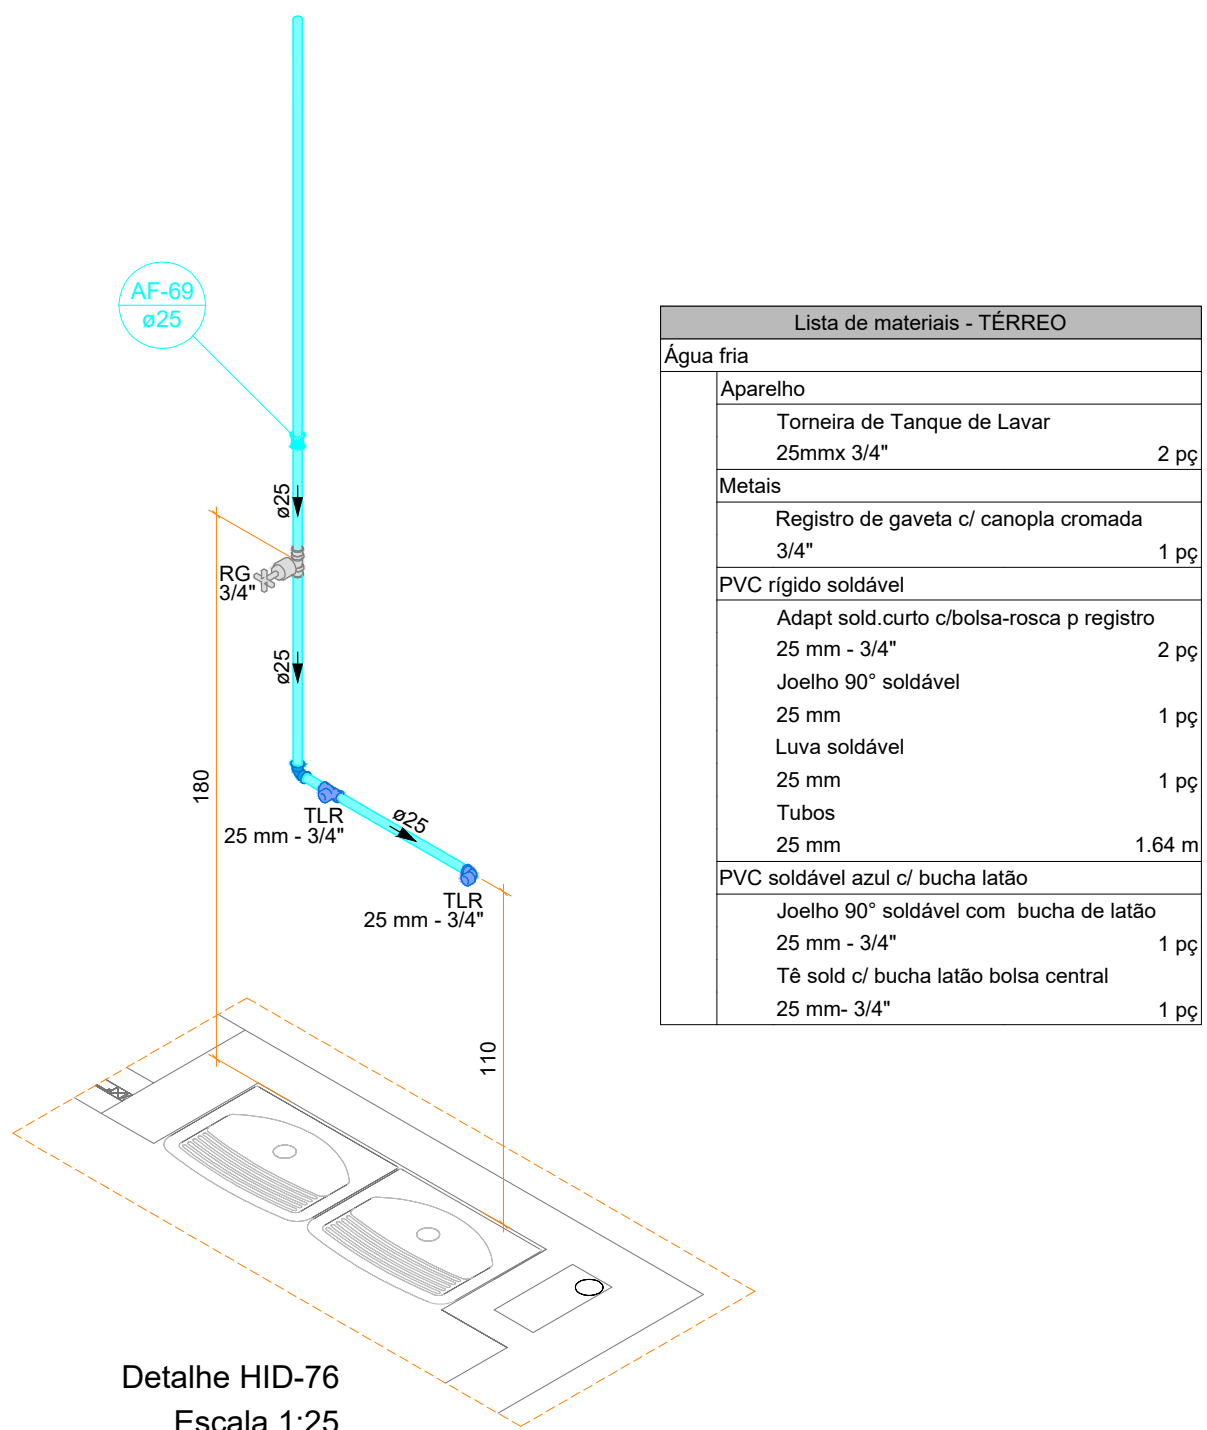 AF-69
ø25
ø25
RG
3/4"
ø25
180
TLR
25 mm - 3/4"
ø25
TLR
25 mm - 3/4"
110
Detalhe HID-76
Escala 1:25
Lista de materiais - TÉRREO
Água fria
Aparelho
Torneira de Tanque de Lavar
25mmx 3/4" 2 pç
Metais
Registro de gaveta c/ canopla cromada
3/4" 1 pç
PVC rígido soldável
Adapt sold.curto c/bolsa-rosca p registro
25 mm - 3/4" 2 pç
Joelho 90° soldável
25 mm 1 pç
Luva soldável
25 mm 1 pç
Tubos
25 mm 1.64 m
PVC soldável azul c/ bucha latão
Joelho 90° soldável com bucha de latão
25 mm - 3/4" 1 pç
Tê sold c/ bucha latão bolsa central
25 mm- 3/4" 1 pç